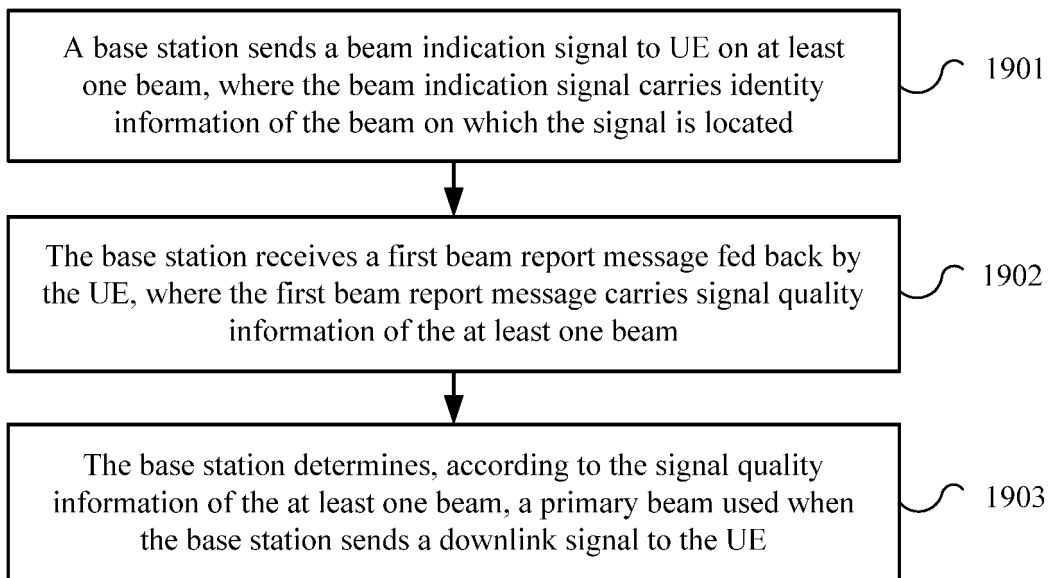 A base station sends a beam indication signal to UE on at least
one beam, where the beam indication signal carries identity
information of the beam on which the signal is located
1901
The base station receives a first beam report message fed back by
the UE, where the first beam report message carries signal quality
information of the at least one beam
1902
The base station determines, according to the signal quality
information of the at least one beam, a primary beam used when
the base station sends a downlink signal to the UE
1903